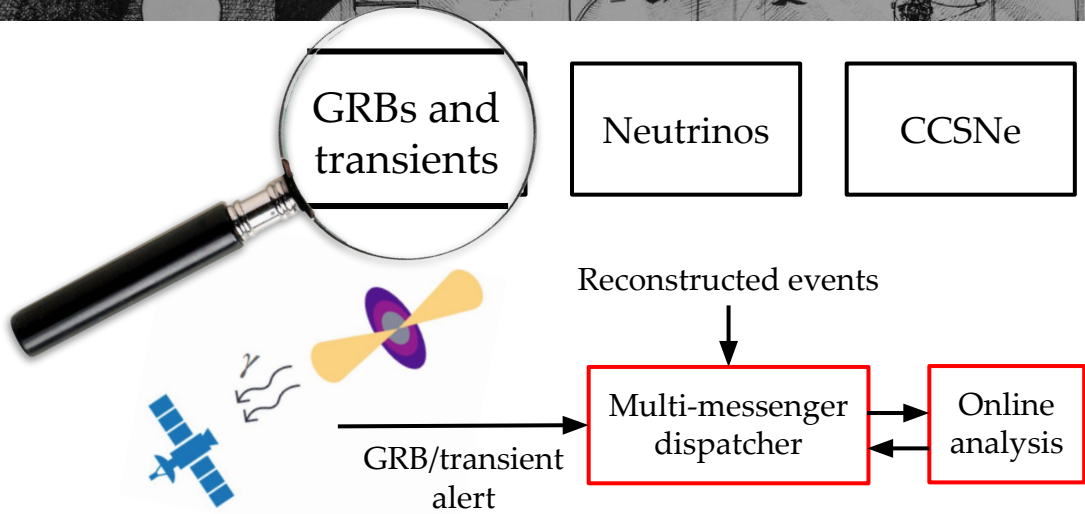 GRBs and
transients
Neutrinos
CCSNe
Reconstructed events
γ
Multi-messenger
dispatcher
Online
analysis
GRB/transient
alert